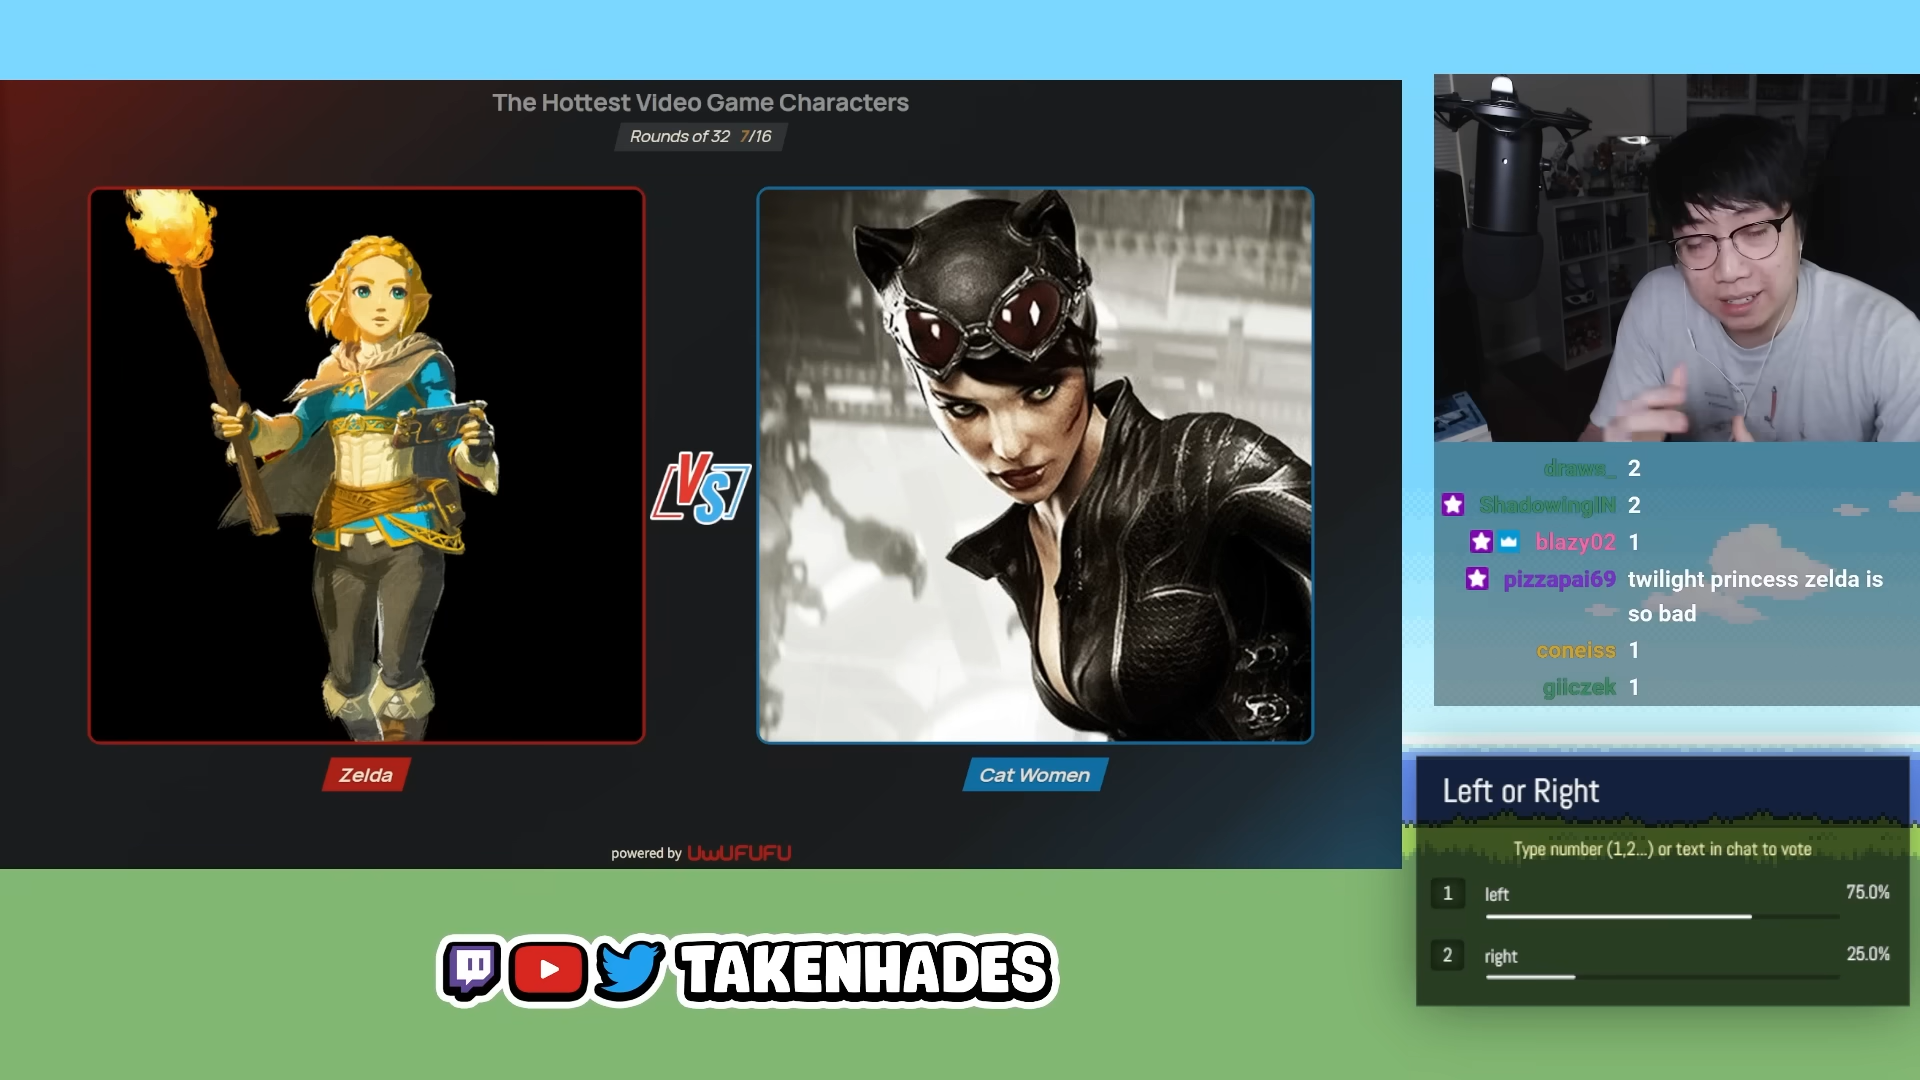 The Hottest Video Game Characters
Rounds of 32 7/16
VS
Zelda
Cat Women
powered by UwUFUFU
TAKENHADES
draws_ 2
ShadowingIN 2
blazy02 1
pizzapai69 twilight princess zelda is
so bad
coneiss 1
giiczek 1
Left or Right
Type number (1,2...) or text in chat to vote
1 left 75.0%
2 right 25.0%